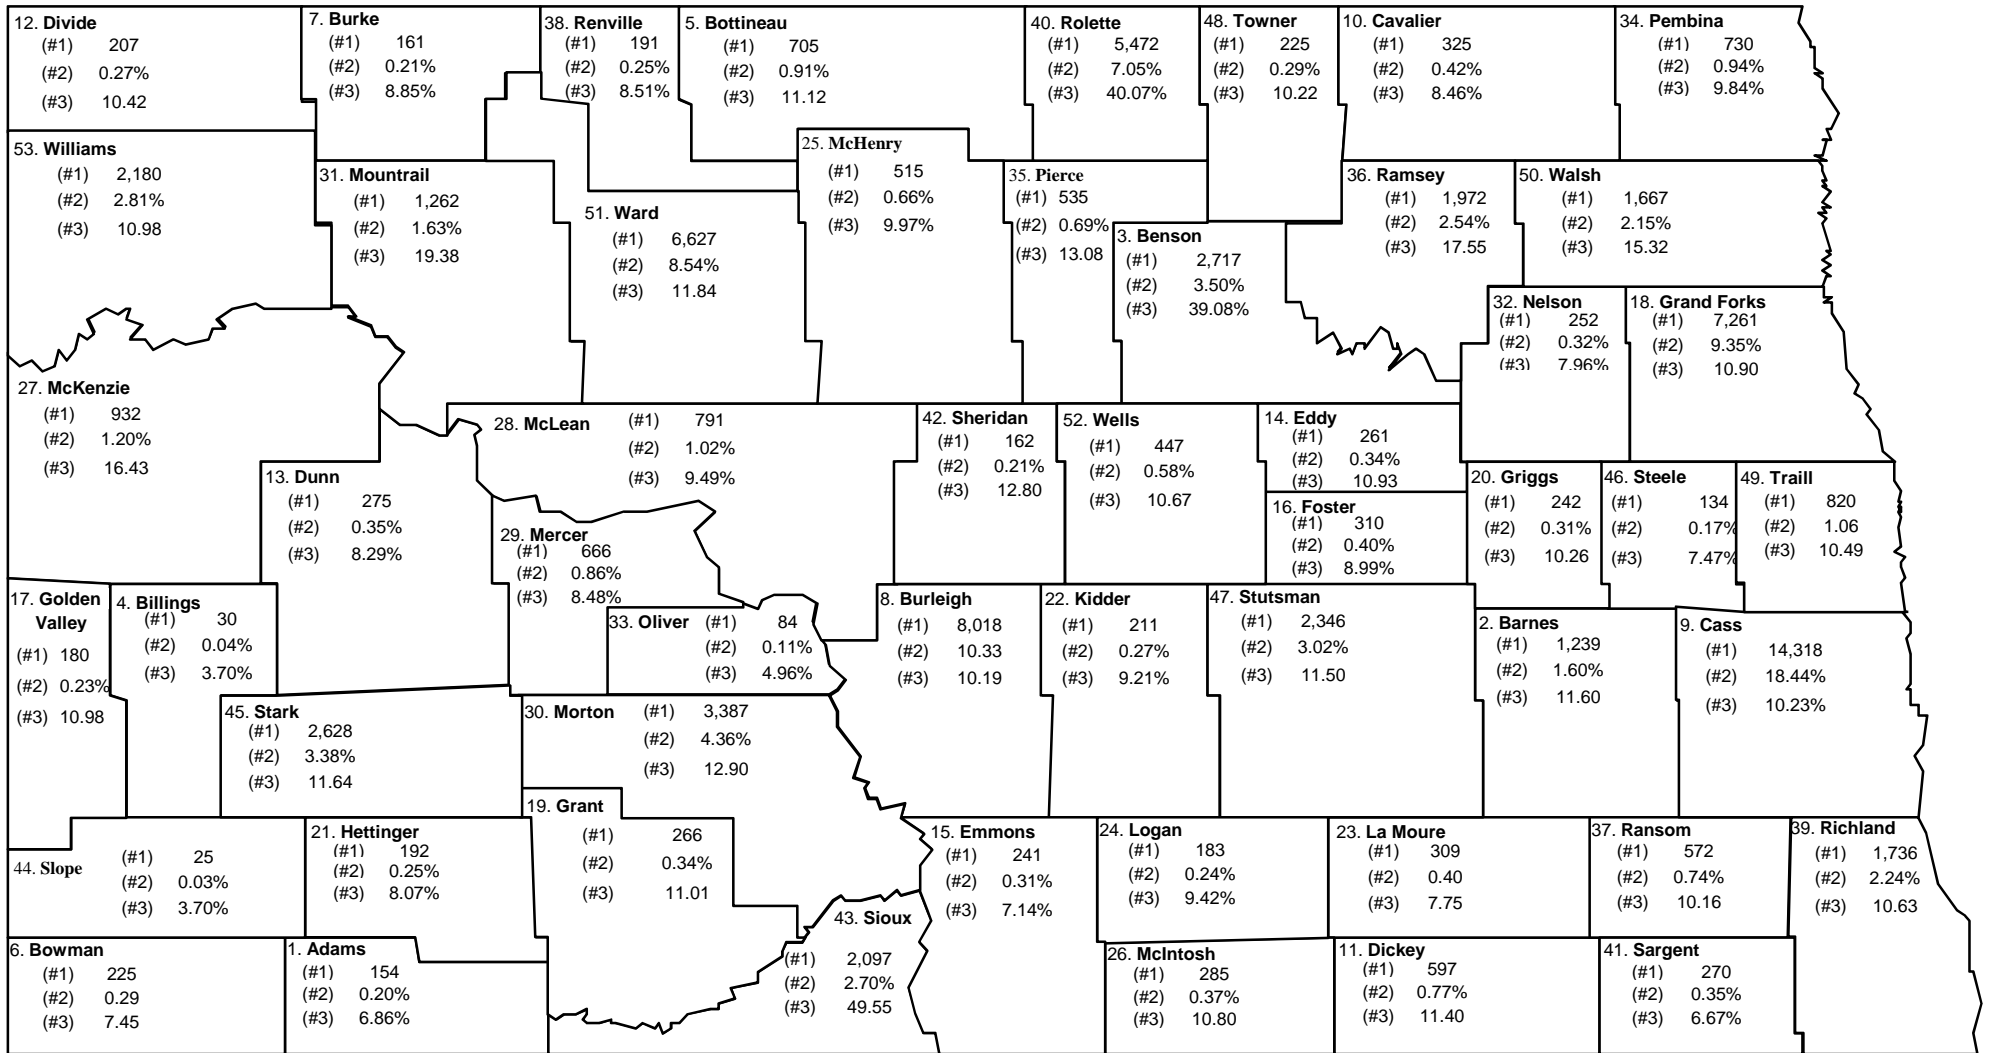 12. Divide
(#1) 207
(#2) 0.27%
(#3) 10.42
7. Burke
(#1) 161
(#2) 0.21%
(#3) 8.85%
38. Renville
(#1) 191
(#2) 0.25%
(#3) 8.51%
5. Bottineau
(#1) 705
(#2) 0.91%
(#3) 11.12
40. Rolette
(#1) 5,472
(#2) 7.05%
(#3) 40.07%
48. Towner
(#1) 225
(#2) 0.29%
(#3) 10.22
10. Cavalier
(#1) 325
(#2) 0.42%
(#3) 8.46%
34. Pembina
(#1) 730
(#2) 0.94%
(#3) 9.84%
53. Williams
(#1) 2,180
(#2) 2.81%
(#3) 10.98
31. Mountrail
(#1) 1,262
(#2) 1.63%
(#3) 19.38
51. Ward
(#1) 6,627
(#2) 8.54%
(#3) 11.84
25. McHenry
(#1) 515
(#2) 0.66%
(#3) 9.97%
35. Pierce
(#1) 535
(#2) 0.69%
(#3) 13.08
3. Benson
(#1) 2,717
(#2) 3.50%
(#3) 39.08%
36. Ramsey
(#1) 1,972
(#2) 2.54%
(#3) 17.55
50. Walsh
(#1) 1,667
(#2) 2.15%
(#3) 15.32
32. Nelson
(#1) 252
(#2) 0.32%
(#3) 7.96%
18. Grand Forks
(#1) 7,261
(#2) 9.35%
(#3) 10.90
27. McKenzie
(#1) 932
(#2) 1.20%
(#3) 16.43
13. Dunn
(#1) 275
(#2) 0.35%
(#3) 8.29%
28. McLean (#1) 791
(#2) 1.02%
(#3) 9.49%
42. Sheridan
(#1) 162
(#2) 0.21%
(#3) 12.80
52. Wells
(#1) 447
(#2) 0.58%
(#3) 10.67
14. Eddy
(#1) 261
(#2) 0.34%
(#3) 10.93
16. Foster
(#1) 310
(#2) 0.40%
(#3) 8.99%
20. Griggs
(#1) 242
(#2) 0.31%
(#3) 10.26
46. Steele
(#1) 134
(#2) 0.17%
(#3) 7.47%
49. Traill
(#1) 820
(#2) 1.06
(#3) 10.49
29. Mercer
(#1) 666
(#2) 0.86%
(#3) 8.48%
33. Oliver (#1) 84
(#2) 0.11%
(#3) 4.96%
17. Golden
Valley
(#1) 180
(#2) 0.23%
(#3) 10.98
4. Billings
(#1) 30
(#2) 0.04%
(#3) 3.70%
8. Burleigh
(#1) 8,018
(#2) 10.33
(#3) 10.19
22. Kidder
(#1) 211
(#2) 0.27%
(#3) 9.21%
47. Stutsman
(#1) 2,346
(#2) 3.02%
(#3) 11.50
2. Barnes
(#1) 1,239
(#2) 1.60%
(#3) 11.60
9. Cass
(#1) 14,318
(#2) 18.44%
(#3) 10.23%
45. Stark
(#1) 2,628
(#2) 3.38%
(#3) 11.64
30. Morton (#1) 3,387
(#2) 4.36%
(#3) 12.90
19. Grant
(#1) 266
(#2) 0.34%
(#3) 11.01
44. Slope (#1) 25
(#2) 0.03%
(#3) 3.70%
21. Hettinger
(#1) 192
(#2) 0.25%
(#3) 8.07%
43. Sioux
(#1) 2,097
(#2) 2.70%
(#3) 49.55
15. Emmons
(#1) 241
(#2) 0.31%
(#3) 7.14%
24. Logan
(#1) 183
(#2) 0.24%
(#3) 9.42%
23. La Moure
(#1) 309
(#2) 0.40
(#3) 7.75
37. Ransom
(#1) 572
(#2) 0.74%
(#3) 10.16
39. Richland
(#1) 1,736
(#2) 2.24%
(#3) 10.63
6. Bowman
(#1) 225
(#2) 0.29
(#3) 7.45
1. Adams
(#1) 154
(#2) 0.20%
(#3) 6.86%
26. McIntosh
(#1) 285
(#2) 0.37%
(#3) 10.80
11. Dickey
(#1) 597
(#2) 0.77%
(#3) 11.40
41. Sargent
(#1) 270
(#2) 0.35%
(#3) 6.67%